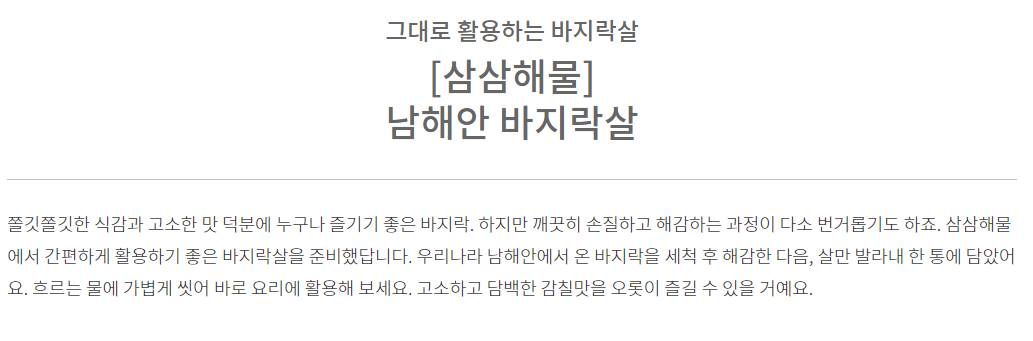 그대로 활용하는 바지락살
[삼삼해물]
남해안 바지락살
쫄깃쫄깃한 식감과 고소한 맛 덕분에 누구나 즐기기 좋은 바지락. 하지만 깨끗히 손질하고 해감하는 과정이 다소 번거롭기도 하죠. 삼삼해물
에서 간편하게 활용하기 좋은 바지락살을 준비했답니다. 우리나라 남해안에서 온 바지락을 세척 후 해감한 다음, 살만 발라내 한 통에 담았어
요. 흐르는 물에 가볍게 씻어 바로 요리에 활용해 보세요. 고소하고 담백한 감칠맛을 오롯이 즐길 수 있을 거예요.